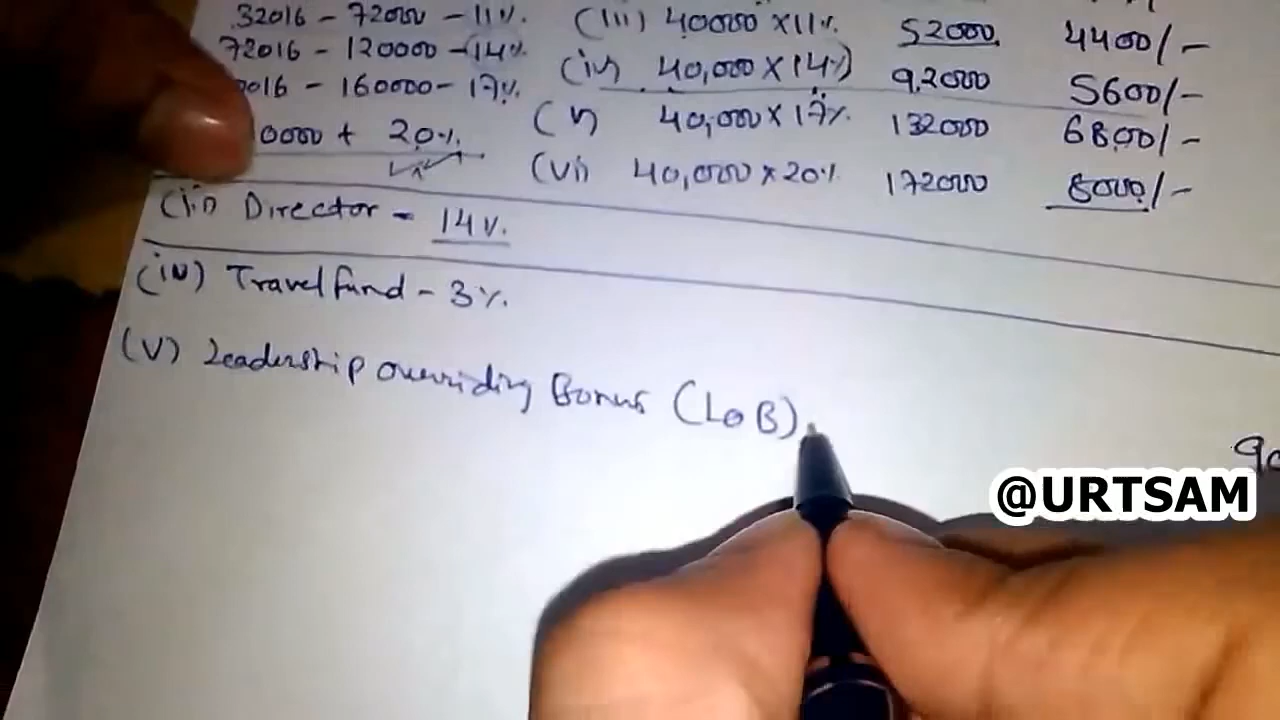 32016 - 72000 - 11%
72016 - 120000 - 14%
016 - 160000 - 17%
0000 + 20%
(iii) 40000 x 11% 52000 4400/-
(iv) 40,000 x 14% 92000 5600/-
(v) 40,000 x 17% 132000 6800/-
(vi) 40,000 x 20% 172000 8000/-
(iii) Director - 14%
(iv) Travel fund - 3%
(V) Leadership overriding Bonus (LOB)
@URTSAM